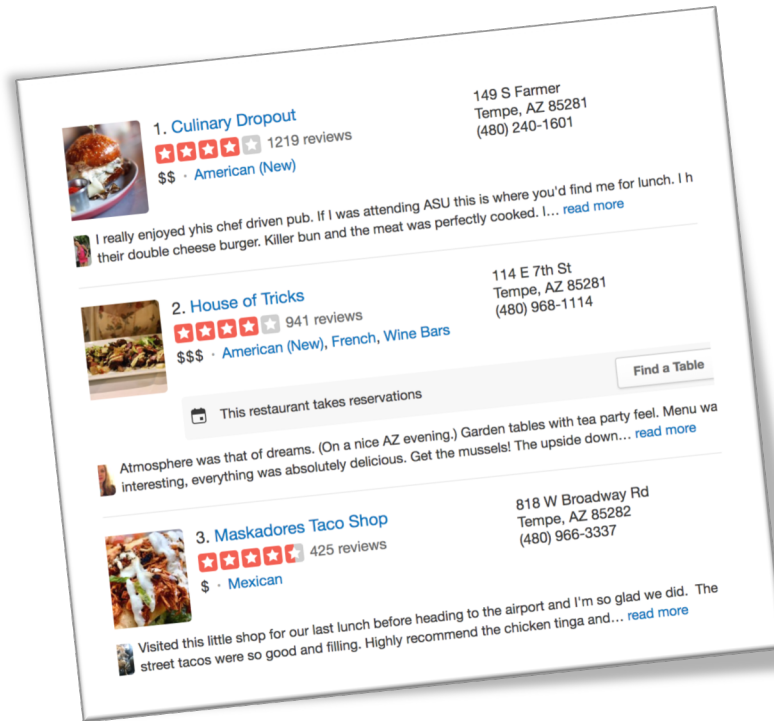 1. Culinary Dropout
1219 reviews
$$ · American (New)
149 S Farmer
Tempe, AZ 85281
(480) 240-1601
I really enjoyed yhis chef driven pub. If I was attending ASU this is where you'd find me for lunch. I h
their double cheese burger. Killer bun and the meat was perfectly cooked. I... read more
2. House of Tricks
941 reviews
$$$ · American (New), French, Wine Bars
114 E 7th St
Tempe, AZ 85281
(480) 968-1114
This restaurant takes reservations
Find a Table
Atmosphere was that of dreams. (On a nice AZ evening.) Garden tables with tea party feel. Menu wa
interesting, everything was absolutely delicious. Get the mussels! The upside down... read more
3. Maskadores Taco Shop
425 reviews
$ · Mexican
818 W Broadway Rd
Tempe, AZ 85282
(480) 966-3337
Visited this little shop for our last lunch before heading to the airport and I'm so glad we did. The
street tacos were so good and filling. Highly recommend the chicken tinga and... read more